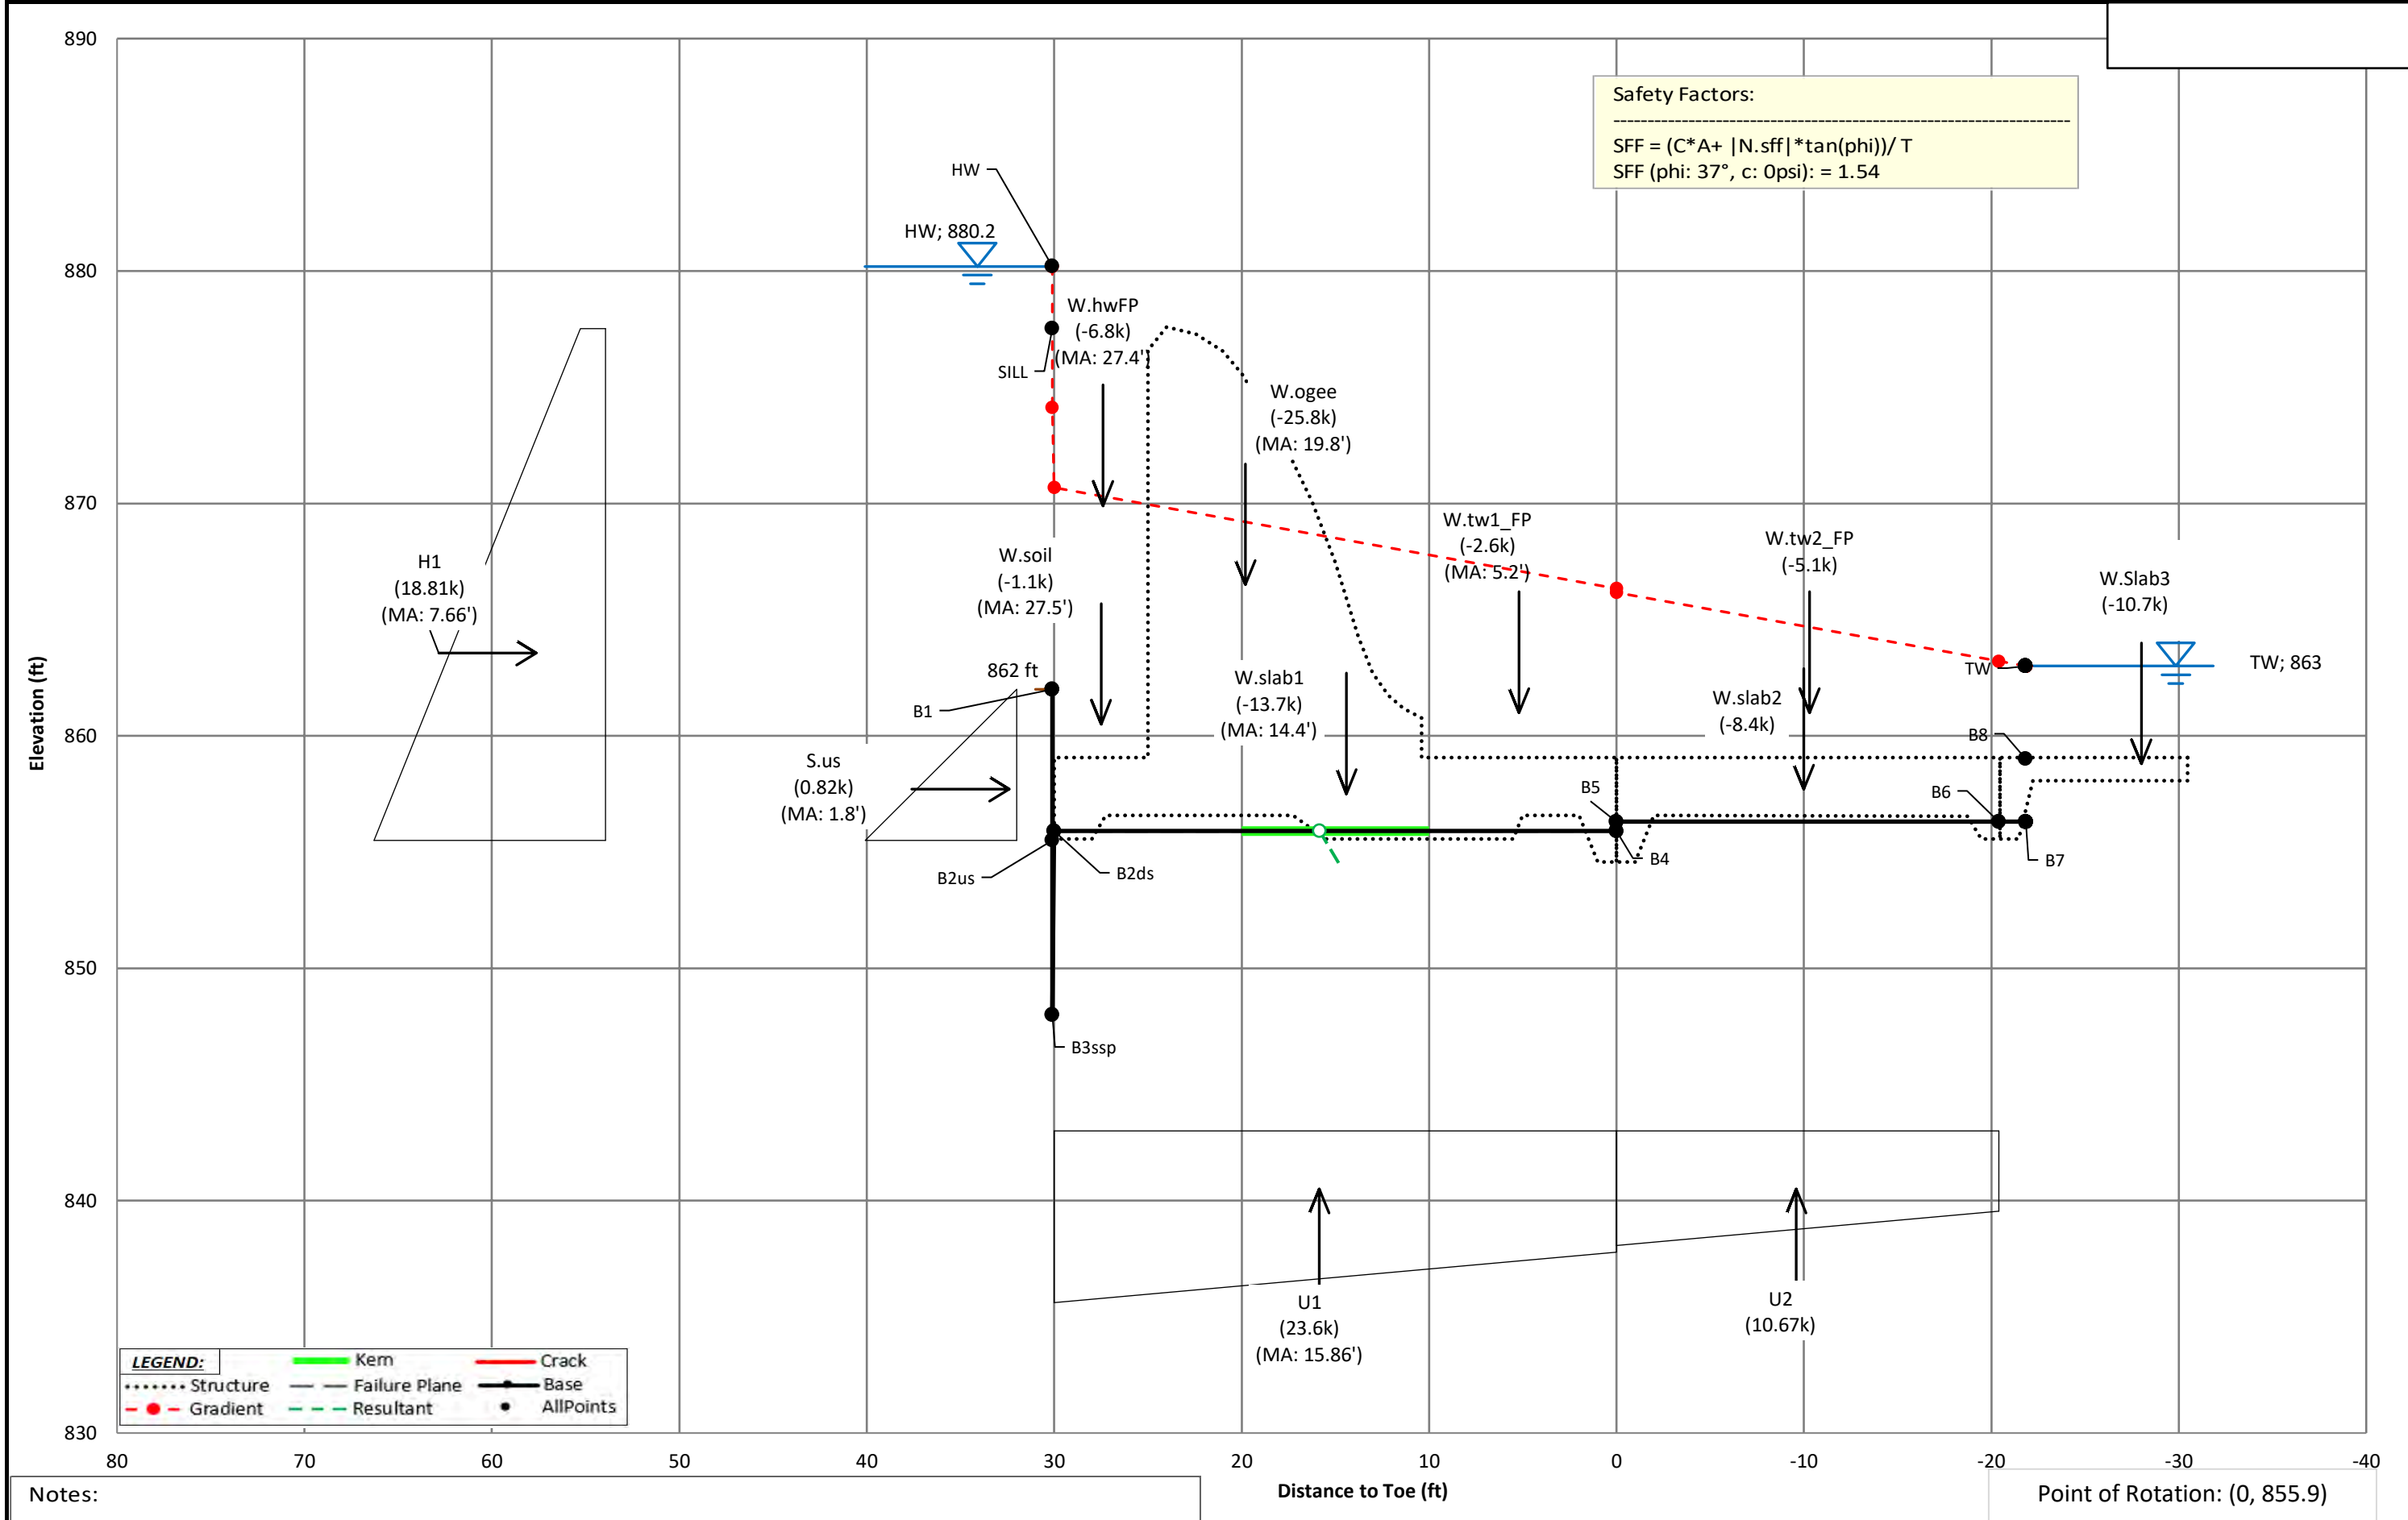 890
880
870
860
850
840
830
Elevation (ft)
Safety Factors:
--------------------------------------------------------------------
SFF = (C*A+ |N.sff|*tan(phi))/ T
SFF (phi: 37°, c: 0psi): = 1.54
HW
HW; 880.2
W.hwFP
(-6.8k)
(MA: 27.4')
SILL
W.ogee
(-25.8k)
(MA: 19.8')
H1
(18.81k)
(MA: 7.66')
W.soil
(-1.1k)
(MA: 27.5')
W.tw1_FP
(-2.6k)
(MA: 5.2')
W.tw2_FP
(-5.1k)
W.Slab3
(-10.7k)
862 ft
B1
W.slab1
(-13.7k)
(MA: 14.4')
W.slab2
(-8.4k)
TW
TW; 863
B8
S.us
(0.82k)
(MA: 1.8')
B5
B6
B2us
B2ds
B4
B7
B3ssp
U1
(23.6k)
(MA: 15.86')
U2
(10.67k)
LEGEND:
Kern
Crack
Structure
Failure Plane
Base
Gradient
Resultant
AllPoints
80 70 60 50 40 30 20 10 0 -10 -20 -30 -40
Distance to Toe (ft)
Notes:
Point of Rotation: (0, 855.9)